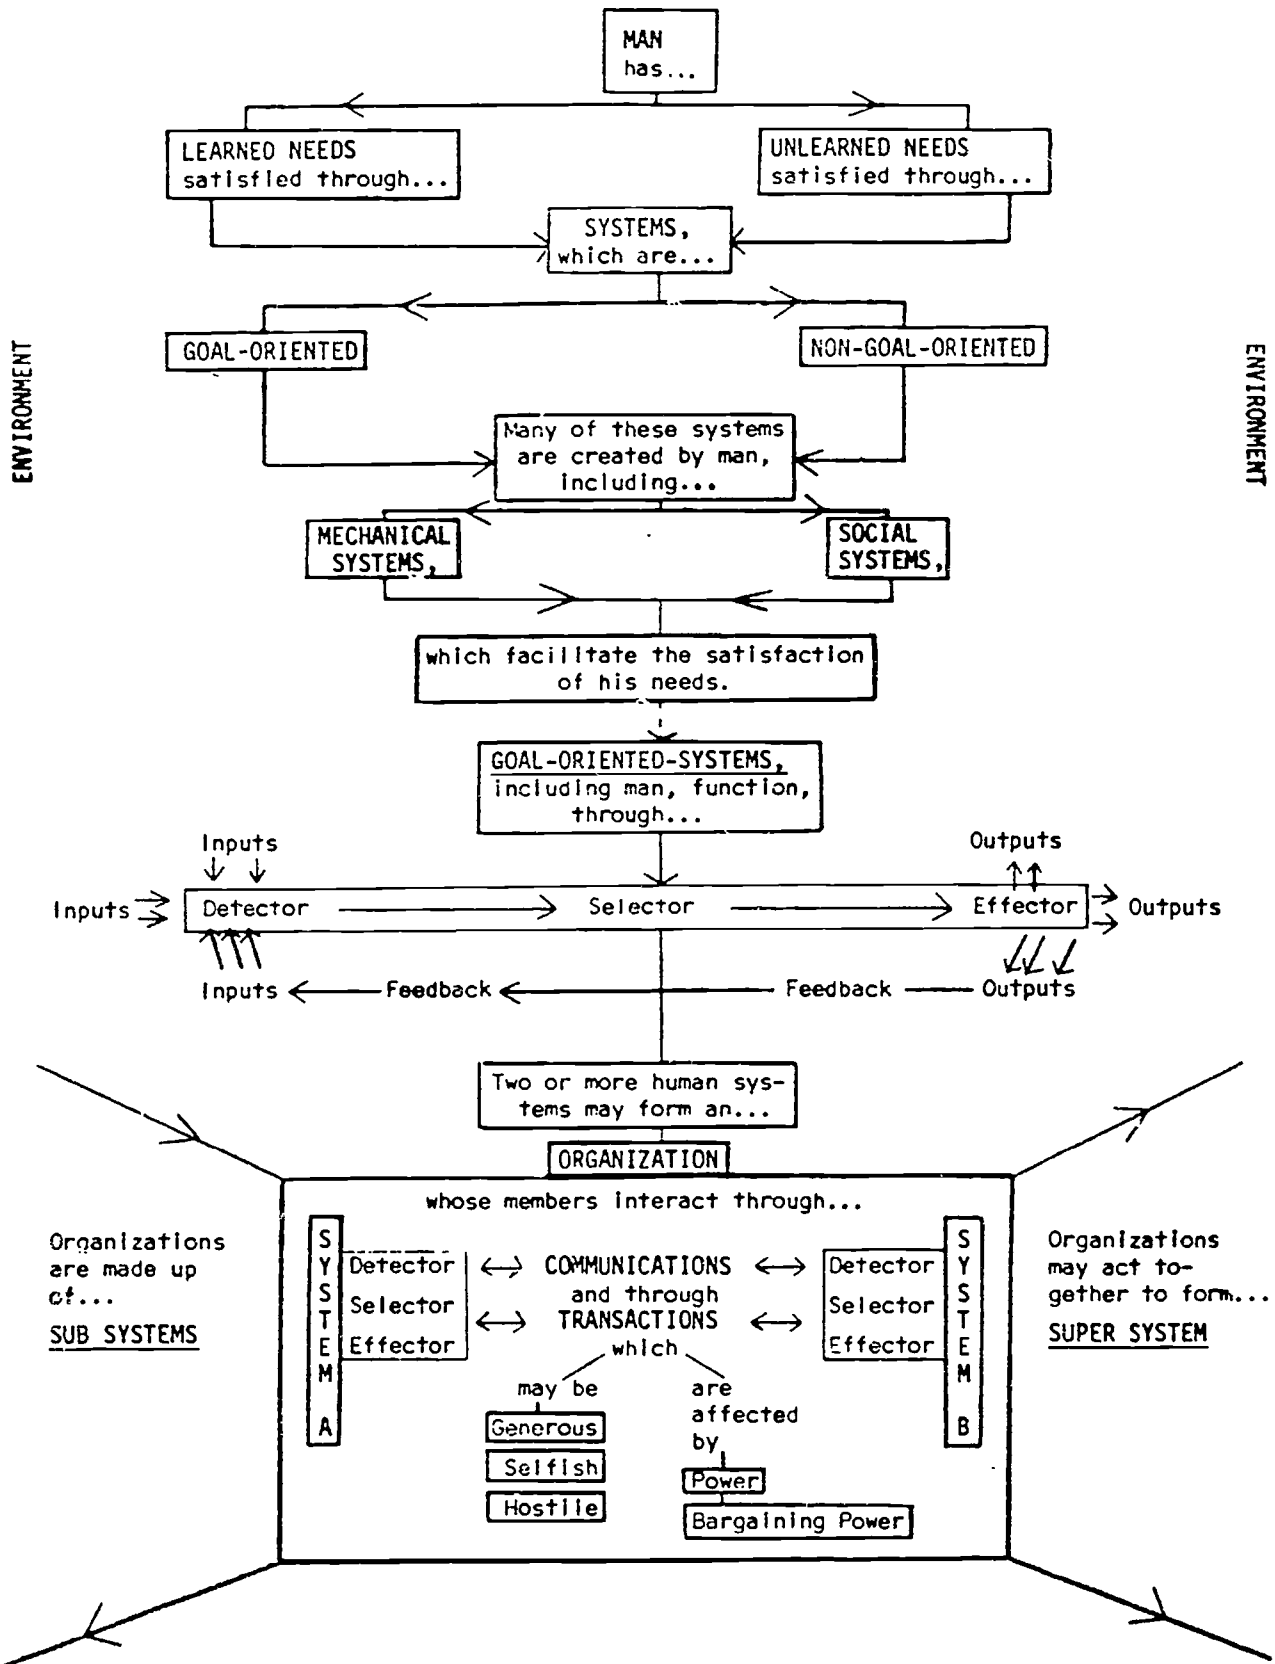 MAN
has...
LEARNED NEEDS
satisfied through...
UNLEARNED NEEDS
satisfied through...
SYSTEMS,
which are...
GOAL-ORIENTED
NON-GOAL-ORIENTED
ENVIRONMENT
ENVIRONMENT
Many of these systems
are created by man,
including...
MECHANICAL
SYSTEMS,
SOCIAL
SYSTEMS,
which facilitate the satisfaction
of his needs.
GOAL-ORIENTED-SYSTEMS,
including man, function,
through...
Inputs
Outputs
Inputs
Detector
Selector
Effector
Outputs
Inputs
Feedback
Feedback
Outputs
Two or more human sys-
tems may form an...
ORGANIZATION
whose members interact through...
Organizations
are made up
of...
SUB SYSTEMS
SYSTEM A
Detector
Selector
Effector
COMMUNICATIONS
and through
TRANSACTIONS
which
may be
Generous
Selfish
Hostile
are
affected
by
Power
Bargaining Power
Detector
Selector
Effector
SYSTEM B
Organizations
may act to-
gether to form...
SUPER SYSTEM